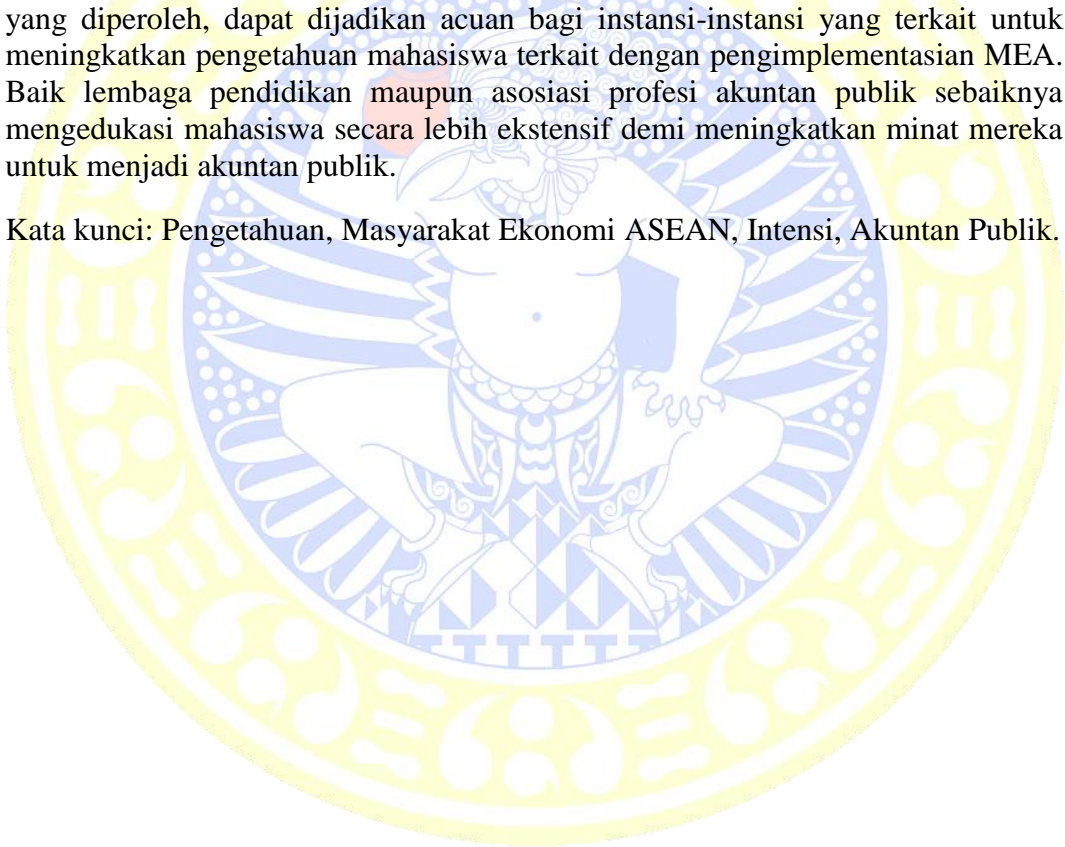 yang diperoleh, dapat dijadikan acuan bagi instansi-instansi yang terkait untuk
meningkatkan pengetahuan mahasiswa terkait dengan pengimplementasian MEA.
Baik lembaga pendidikan maupun asosiasi profesi akuntan publik sebaiknya
mengedukasi mahasiswa secara lebih ekstensif demi meningkatkan minat mereka
untuk menjadi akuntan publik.
Kata kunci: Pengetahuan, Masyarakat Ekonomi ASEAN, Intensi, Akuntan Publik.